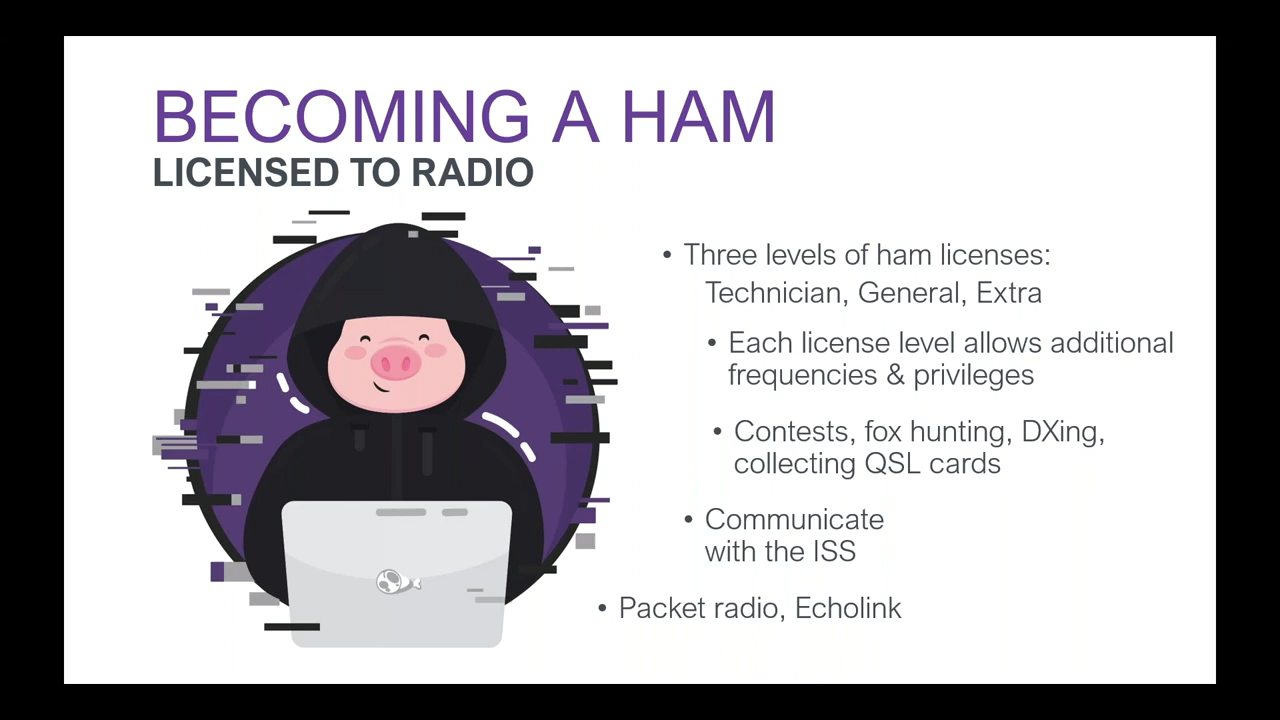 BECOMING A HAM
LICENSED TO RADIO
• Three levels of ham licenses:
Technician, General, Extra
• Each license level allows additional
frequencies & privileges
• Contests, fox hunting, DXing,
collecting QSL cards
• Communicate
with the ISS
• Packet radio, Echolink